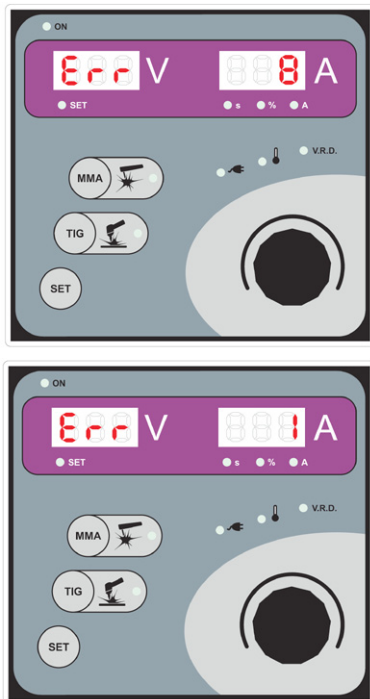 ON
Err V 8 A
SET s % A
V.R.D.
MMA
TIG
SET
ON
Err V 1 A
SET s % A
V.R.D.
MMA
TIG
SET